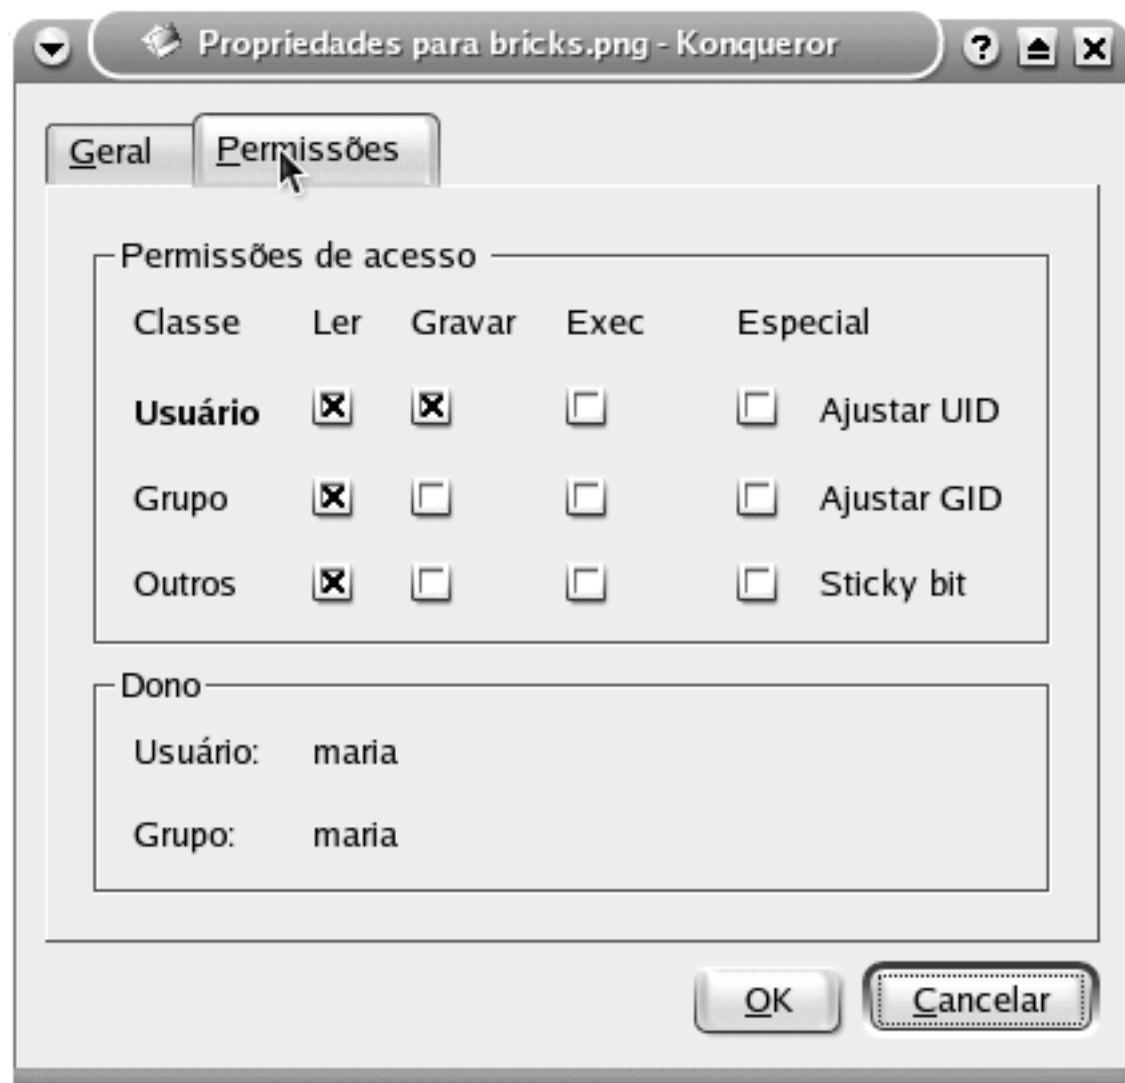 Propriedades para bricks.png - Konqueror
Geral Permissões
Permissões de acesso
Classe Ler Gravar Exec Especial
Usuário Ajustar UID
Grupo Ajustar GID
Outros Sticky bit
Dono
Usuário: maria
Grupo: maria
OK Cancelar